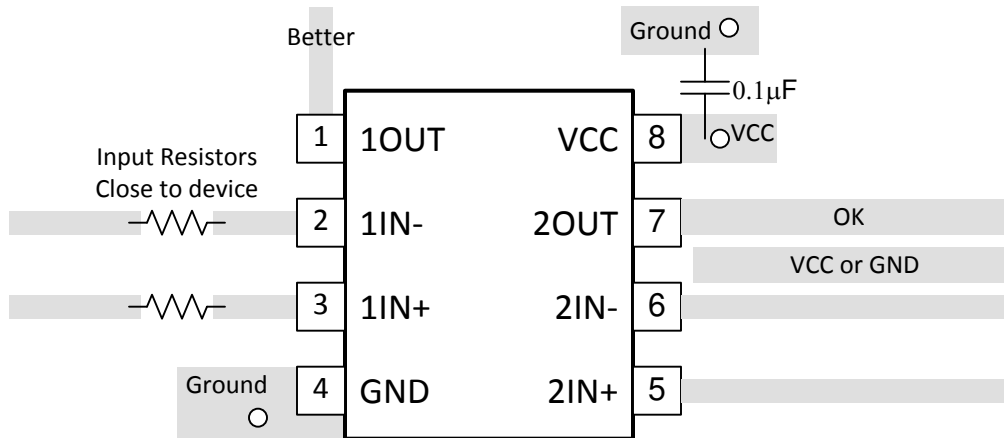 Better
Ground
0.1μF
1 1OUT VCC 8 VCC
Input Resistors
Close to device
2 1IN- 2OUT 7 OK
VCC or GND
3 1IN+ 2IN- 6
Ground
4 GND 2IN+ 5